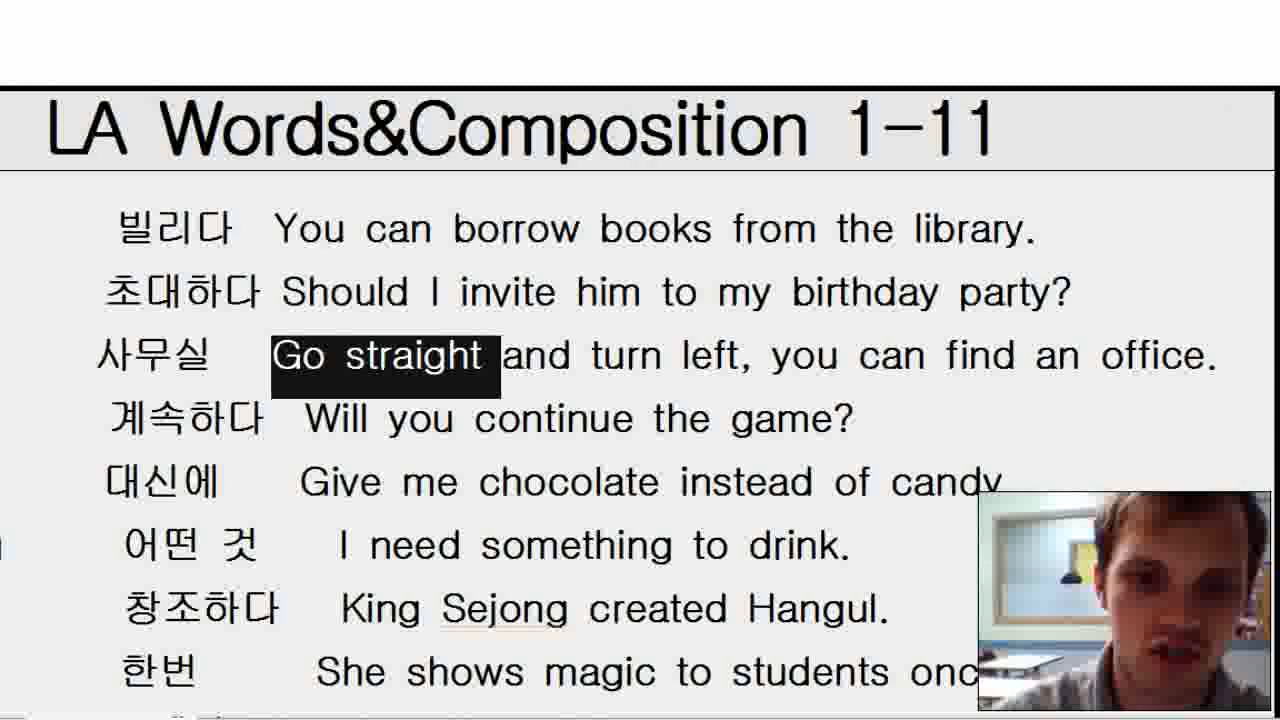 LA Words&Composition 1-11
빌리다 You can borrow books from the library.
초대하다 Should I invite him to my birthday party?
사무실 Go straight and turn left, you can find an office.
계속하다 Will you continue the game?
대신에 Give me chocolate instead of candy
어떤 것 I need something to drink.
창조하다 King Sejong created Hangul.
한번 She shows magic to students